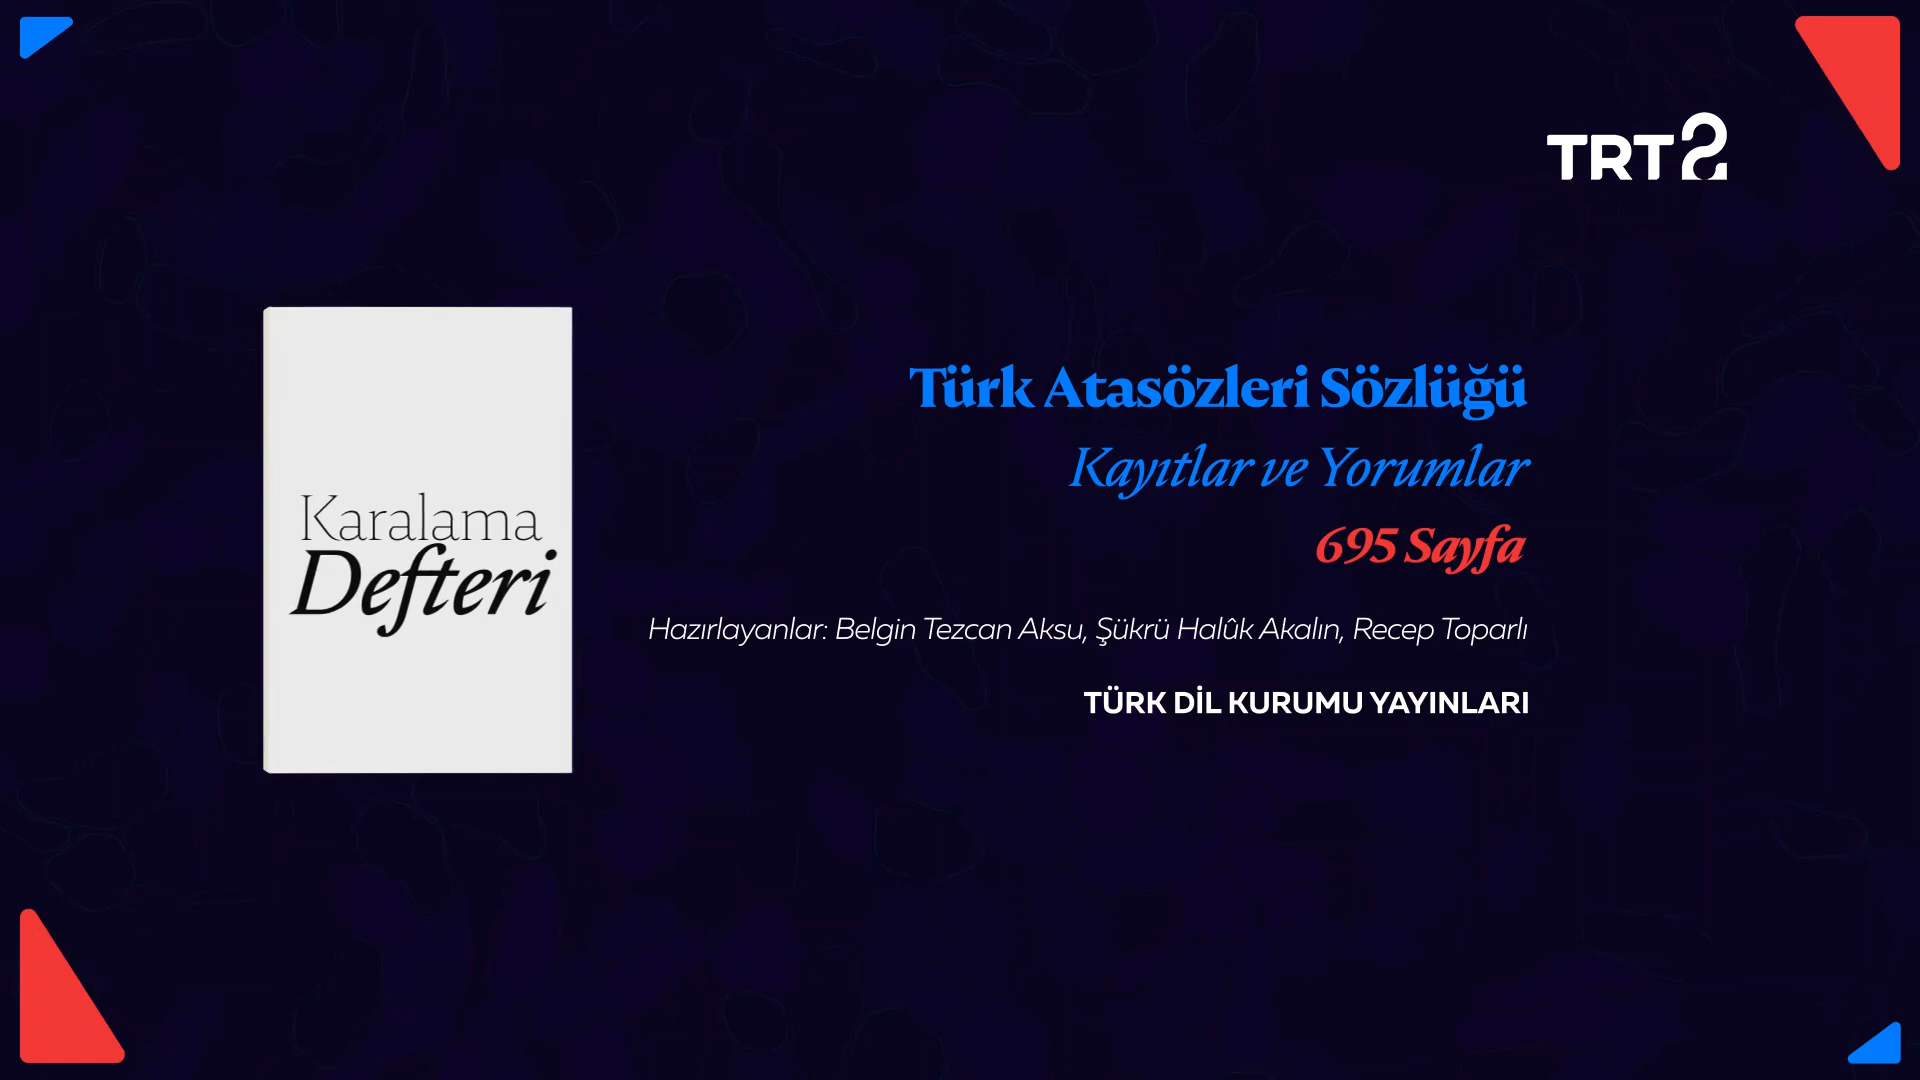 TRT2
Karalama
Defteri
Türk Atasözleri Sözlüğü
Kayıtlar ve Yorumlar
695 Sayfa
Hazırlayanlar: Belgin Tezcan Aksu, Şükrü Halûk Akalın, Recep Toparlı
TÜRK DİL KURUMU YAYINLARI